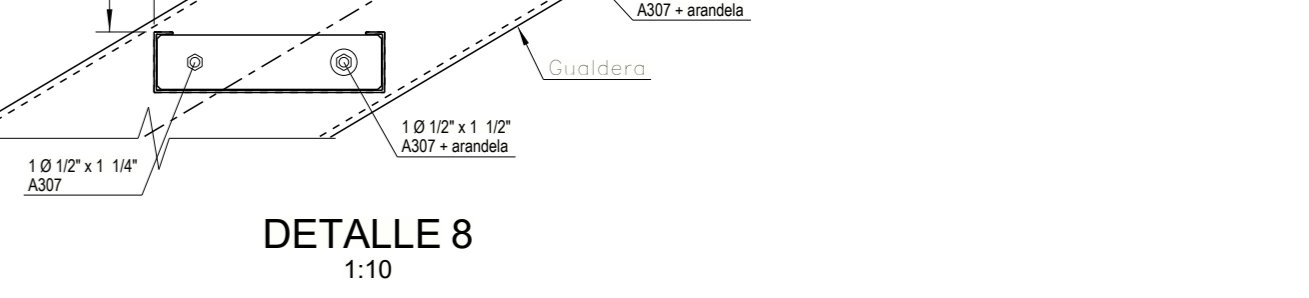 A307 + arandela
Gualdera
1 Ø 1/2" x 1 1/2"
A307 + arandela
1 Ø 1/2" x 1 1/4"
A307
DETALLE 8
1:10